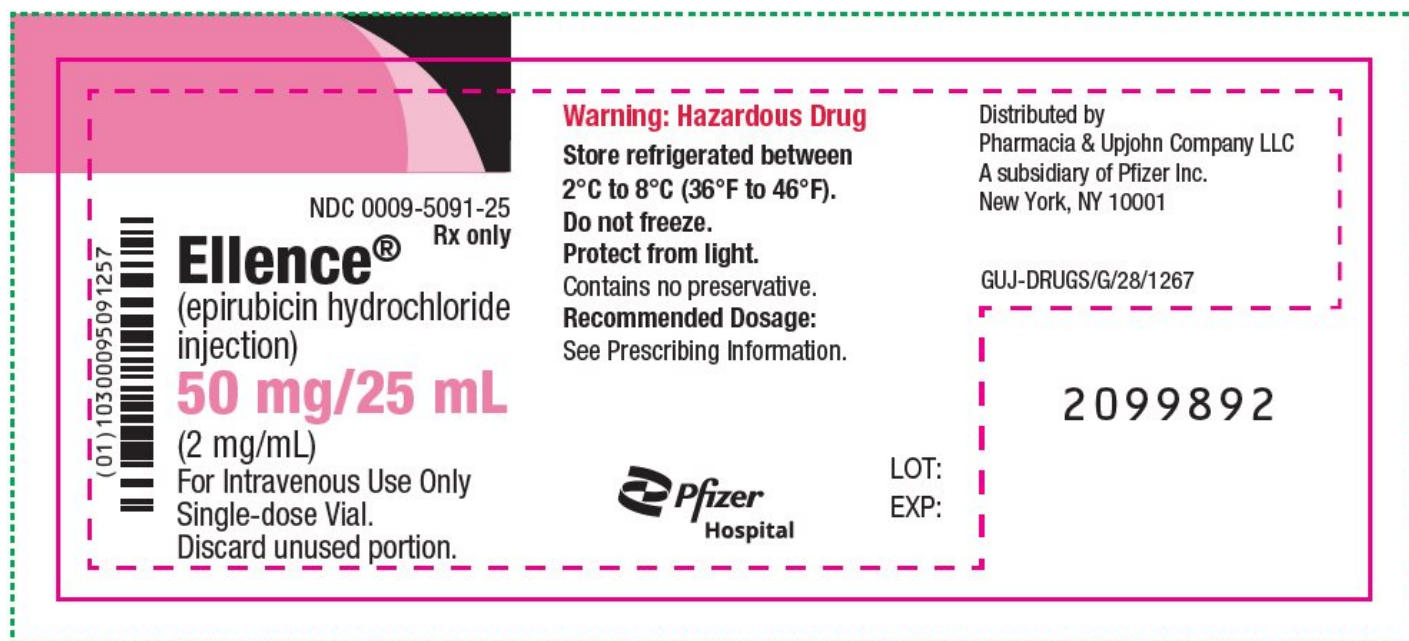 NDC 0009-5091-25
Rx only
Ellence®
(epirubicin hydrochloride
injection)
50 mg/25 mL
(2 mg/mL)
For Intravenous Use Only
Single-dose Vial.
Discard unused portion.
(01)10300095091257
Warning: Hazardous Drug
Store refrigerated between
2°C to 8°C (36°F to 46°F).
Do not freeze.
Protect from light.
Contains no preservative.
Recommended Dosage:
See Prescribing Information.
Pfizer
Hospital
LOT:
EXP:
Distributed by
Pharmacia & Upjohn Company LLC
A subsidiary of Pfizer Inc.
New York, NY 10001
GUJ-DRUGS/G/28/1267
2099892